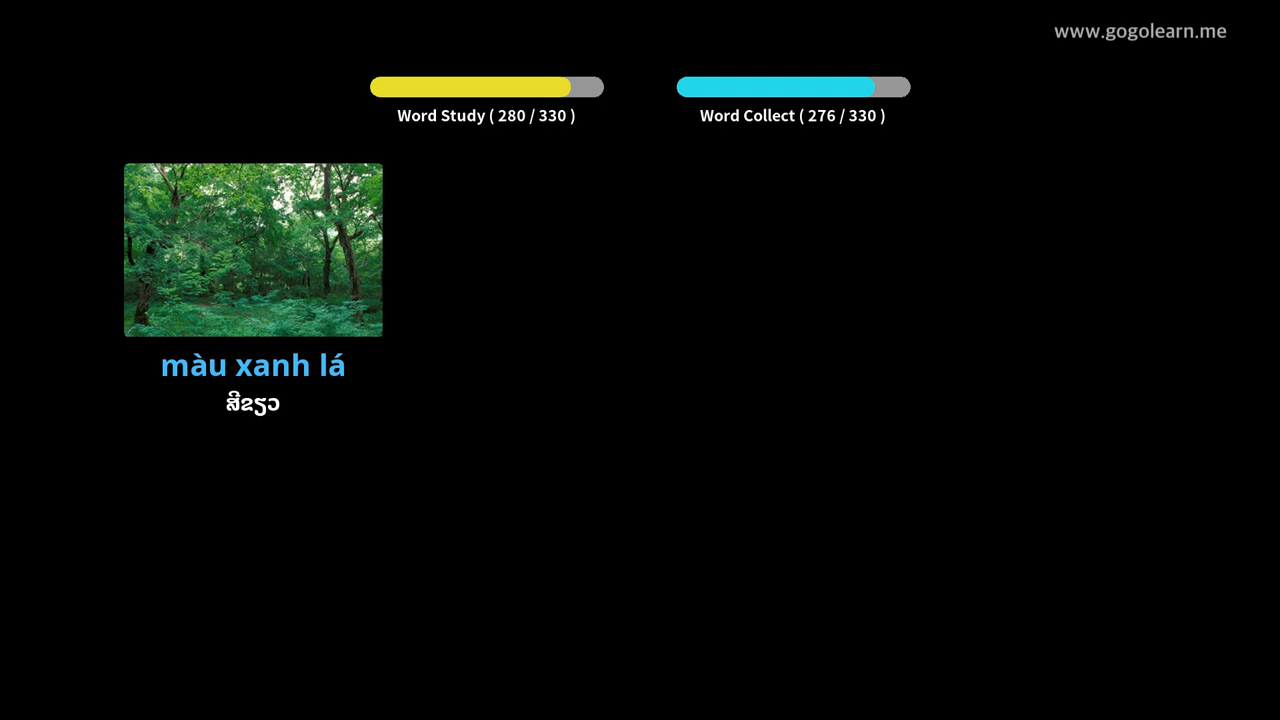 www.gogolearn.me
Word Study ( 280 / 330 )
Word Collect ( 276 / 330 )
màu xanh lá
ສີຂຽວ